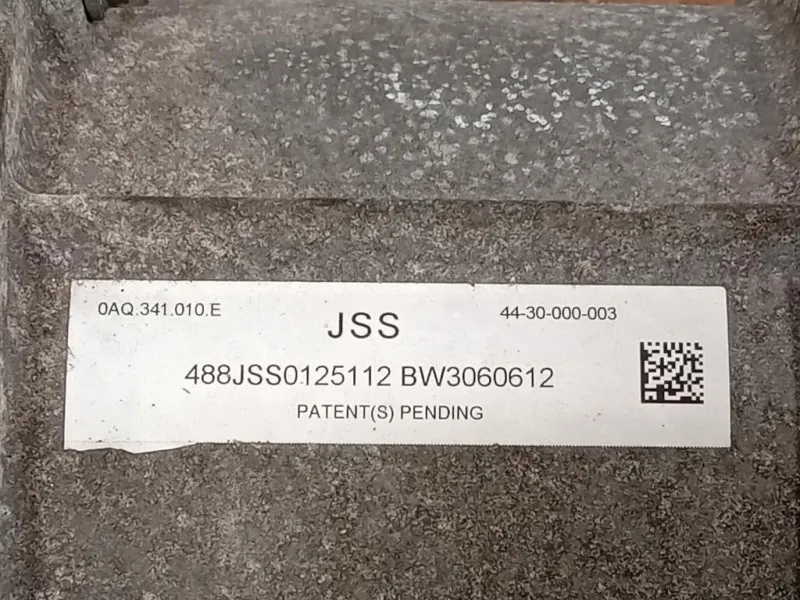 0AQ.341.010.E JSS 44-30-000-003
488JSS0125112 BW3060612
PATENT(S) PENDING